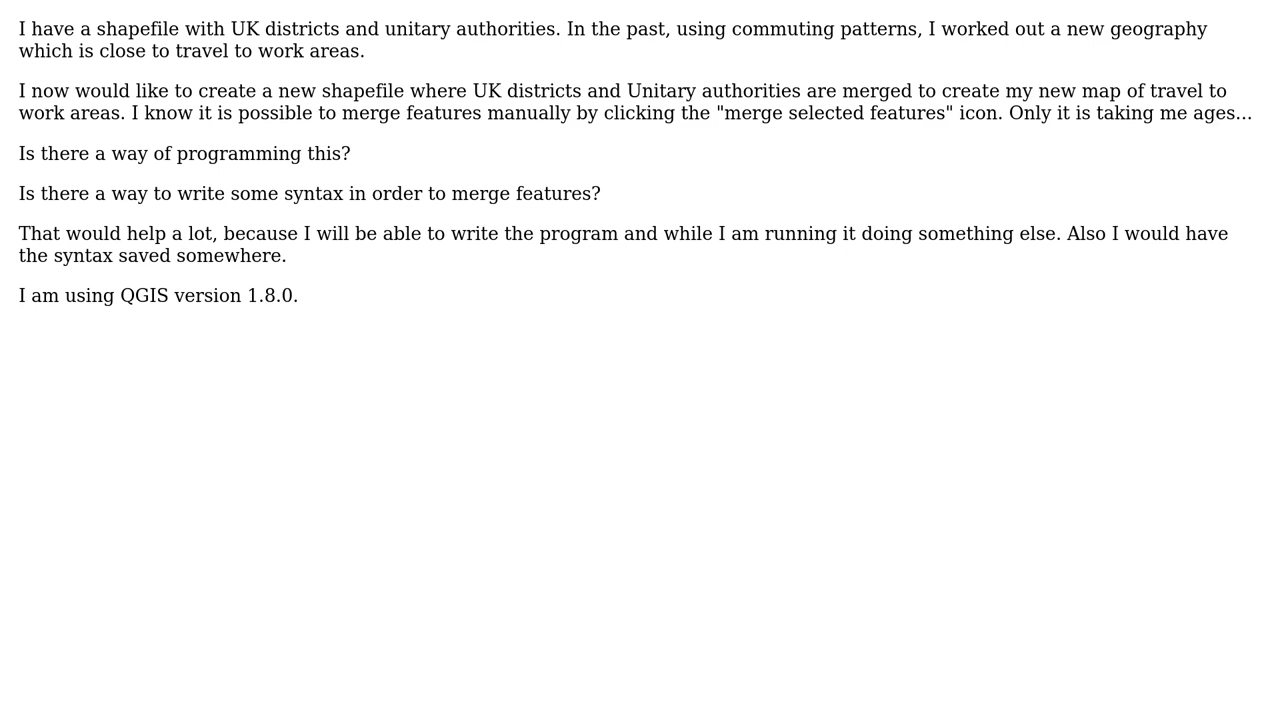 I have a shapefile with UK districts and unitary authorities. In the past, using commuting patterns, I worked out a new geography
which is close to travel to work areas.
I now would like to create a new shapefile where UK districts and Unitary authorities are merged to create my new map of travel to
work areas. I know it is possible to merge features manually by clicking the "merge selected features" icon. Only it is taking me ages...
Is there a way of programming this?
Is there a way to write some syntax in order to merge features?
That would help a lot, because I will be able to write the program and while I am running it doing something else. Also I would have
the syntax saved somewhere.
I am using QGIS version 1.8.0.